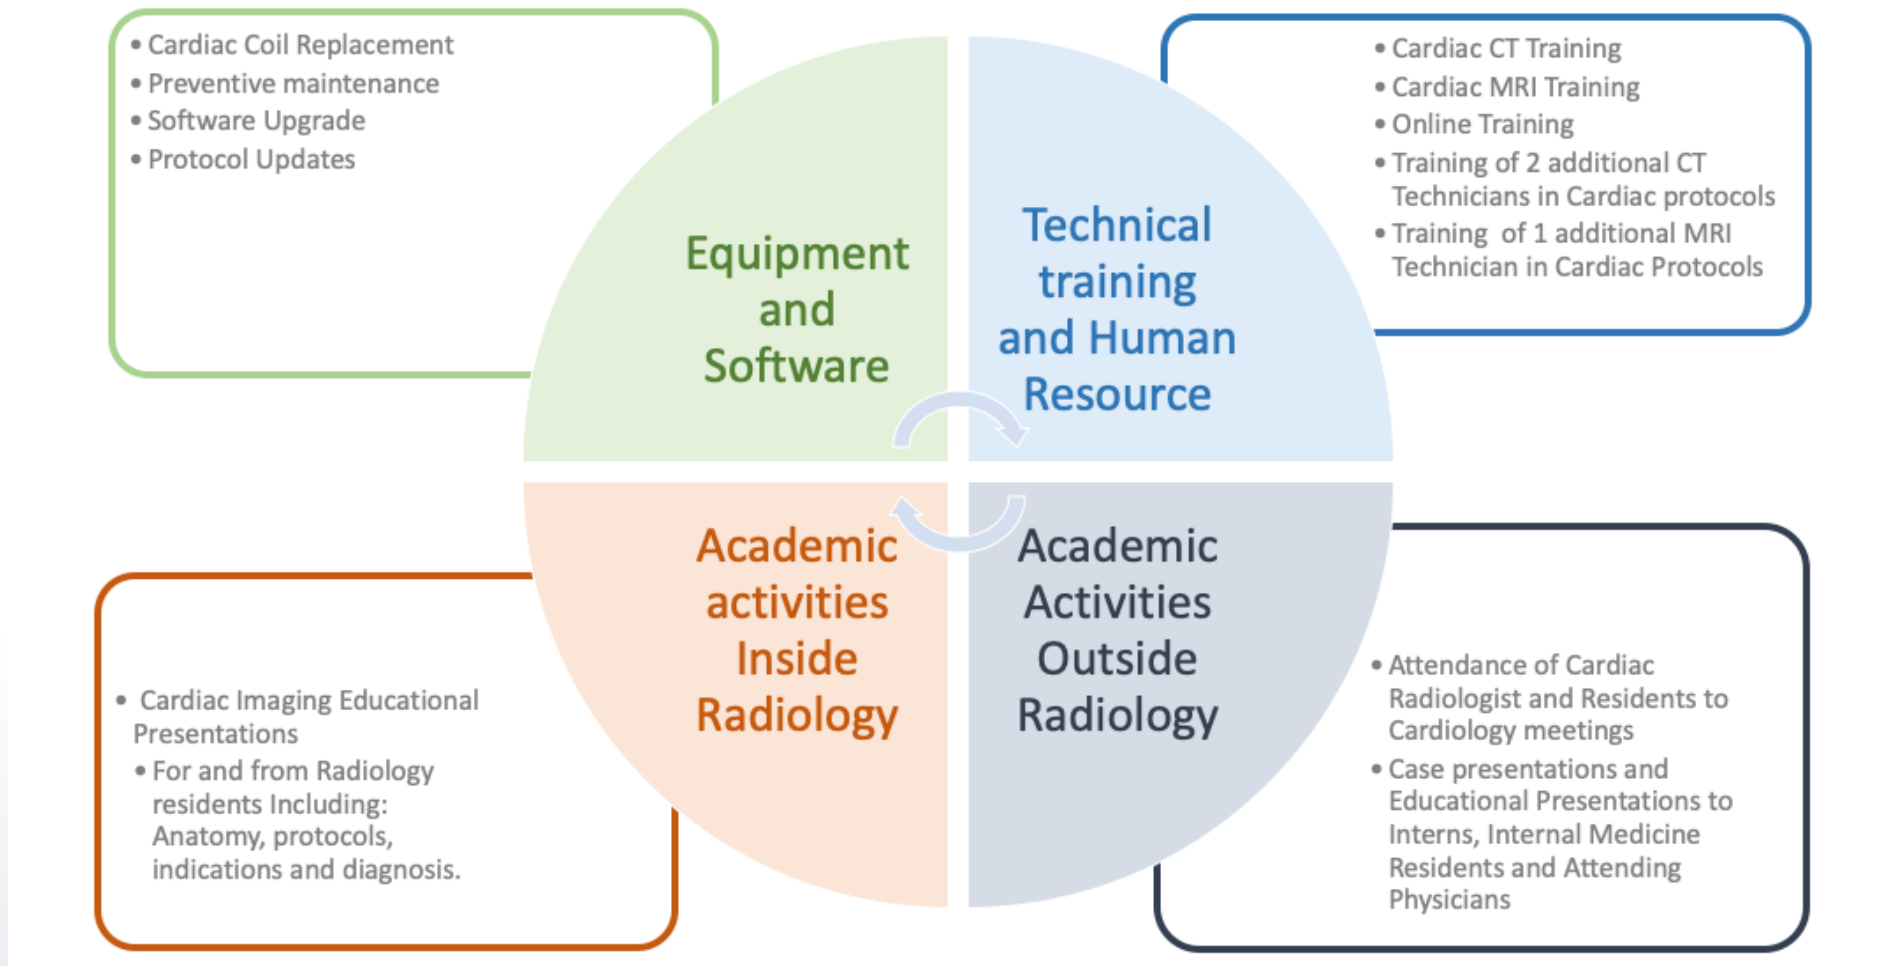 • Cardiac Coil Replacement
• Preventive maintenance
• Software Upgrade
• Protocol Updates
Equipment
and
Software
• Cardiac CT Training
• Cardiac MRI Training
• Online Training
• Training of 2 additional CT
Technicians in Cardiac protocols
• Training of 1 additional MRI
Technician in Cardiac Protocols
Technical
training
and Human
Resource
• Cardiac Imaging Educational
Presentations
• For and from Radiology
residents Including:
Anatomy, protocols,
indications and diagnosis.
Academic
activities
Inside
Radiology
Academic
Activities
Outside
Radiology
• Attendance of Cardiac
Radiologist and Residents to
Cardiology meetings
• Case presentations and
Educational Presentations to
Interns, Internal Medicine
Residents and Attending
Physicians